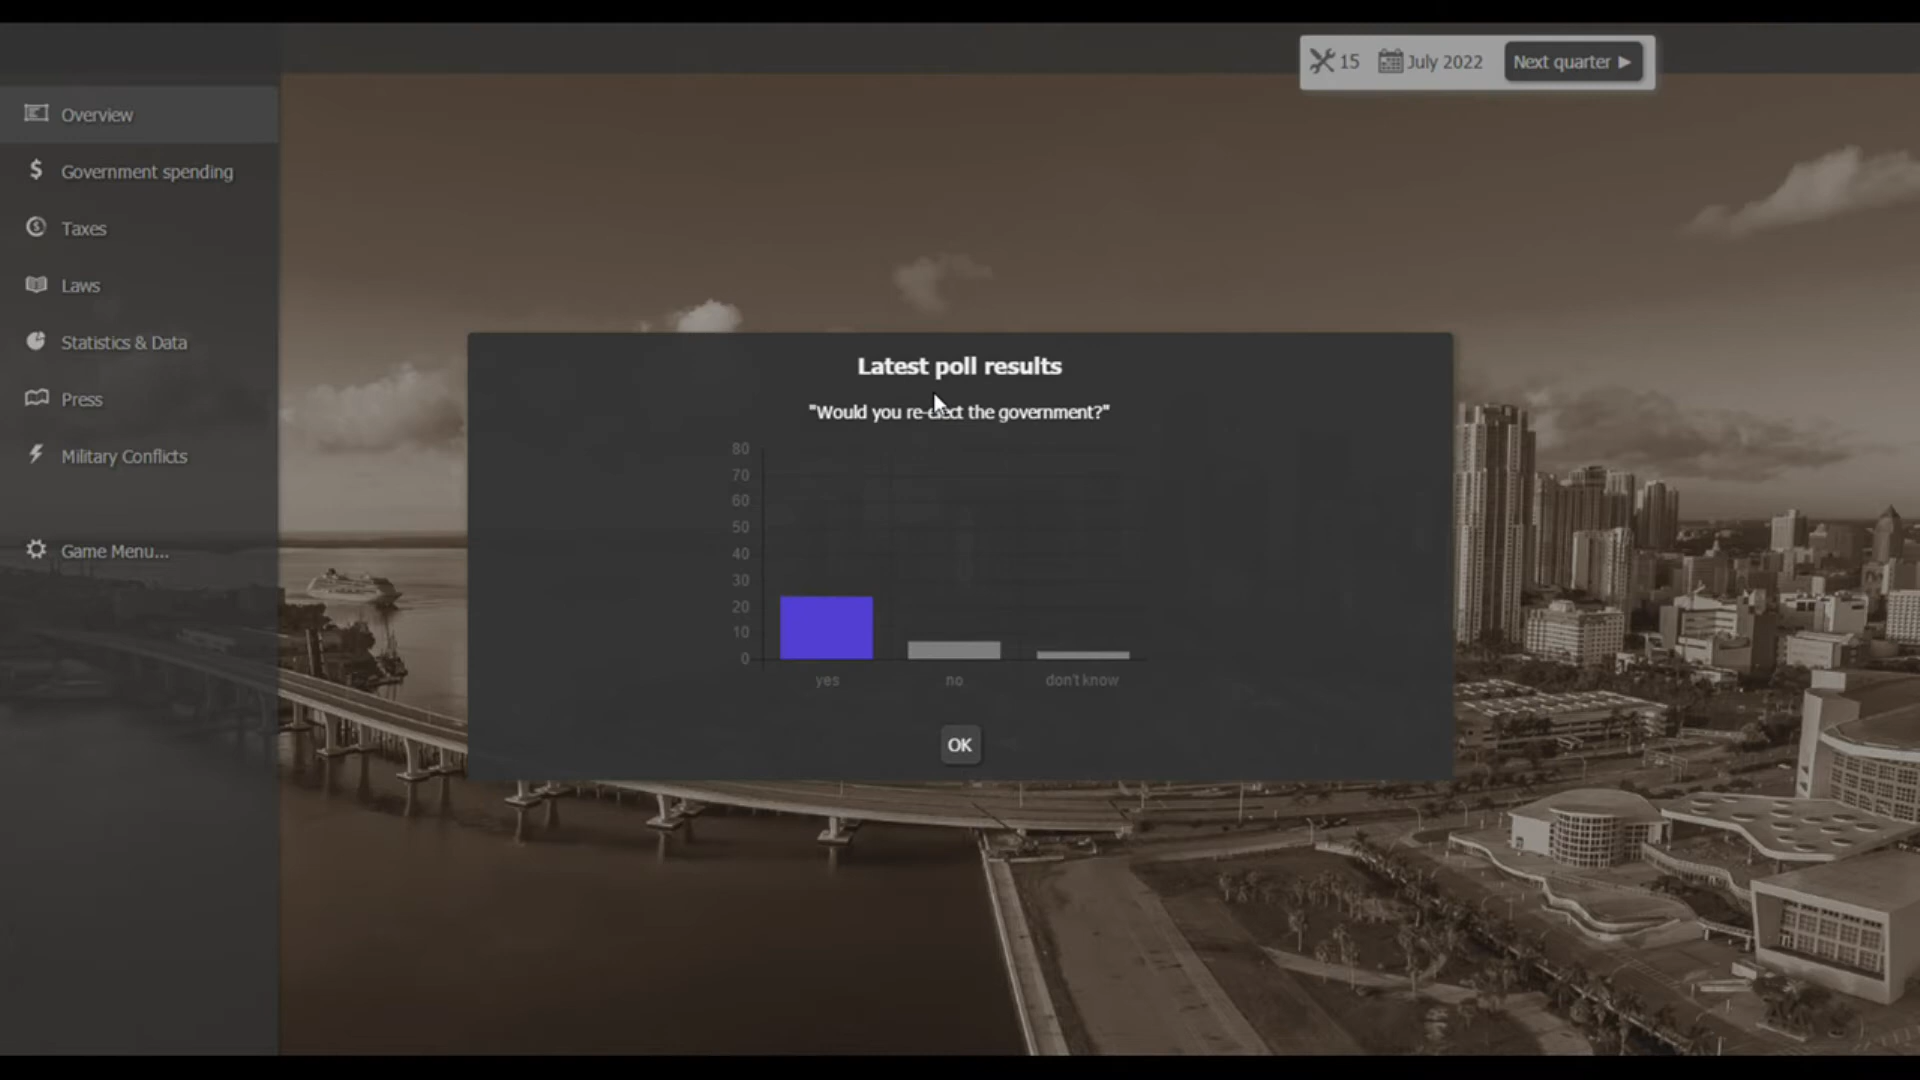 15 July 2022 Next quarter ►
Overview
Government spending
Taxes
Laws
Statistics & Data
Press
Military Conflicts
Game Menu...
Latest poll results
"Would you re-elect the government?"
80
70
60
50
40
30
20
10
0
yes no don't know
OK